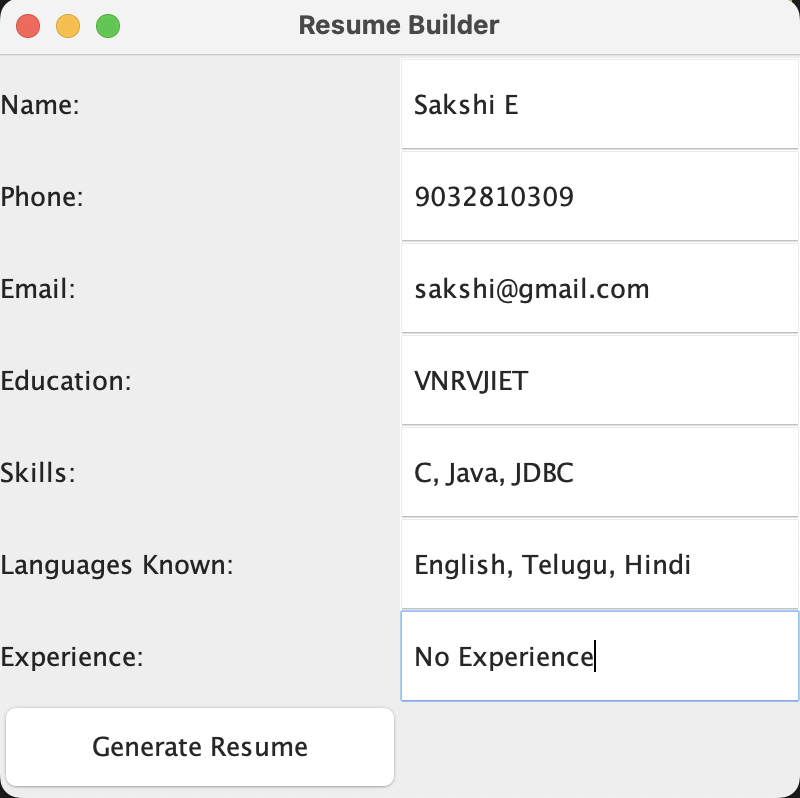 Resume Builder
Name: Sakshi E
Phone: 9032810309
Email: sakshi@gmail.com
Education: VNRVJIET
Skills: C, Java, JDBC
Languages Known: English, Telugu, Hindi
Experience: No Experience
Generate Resume